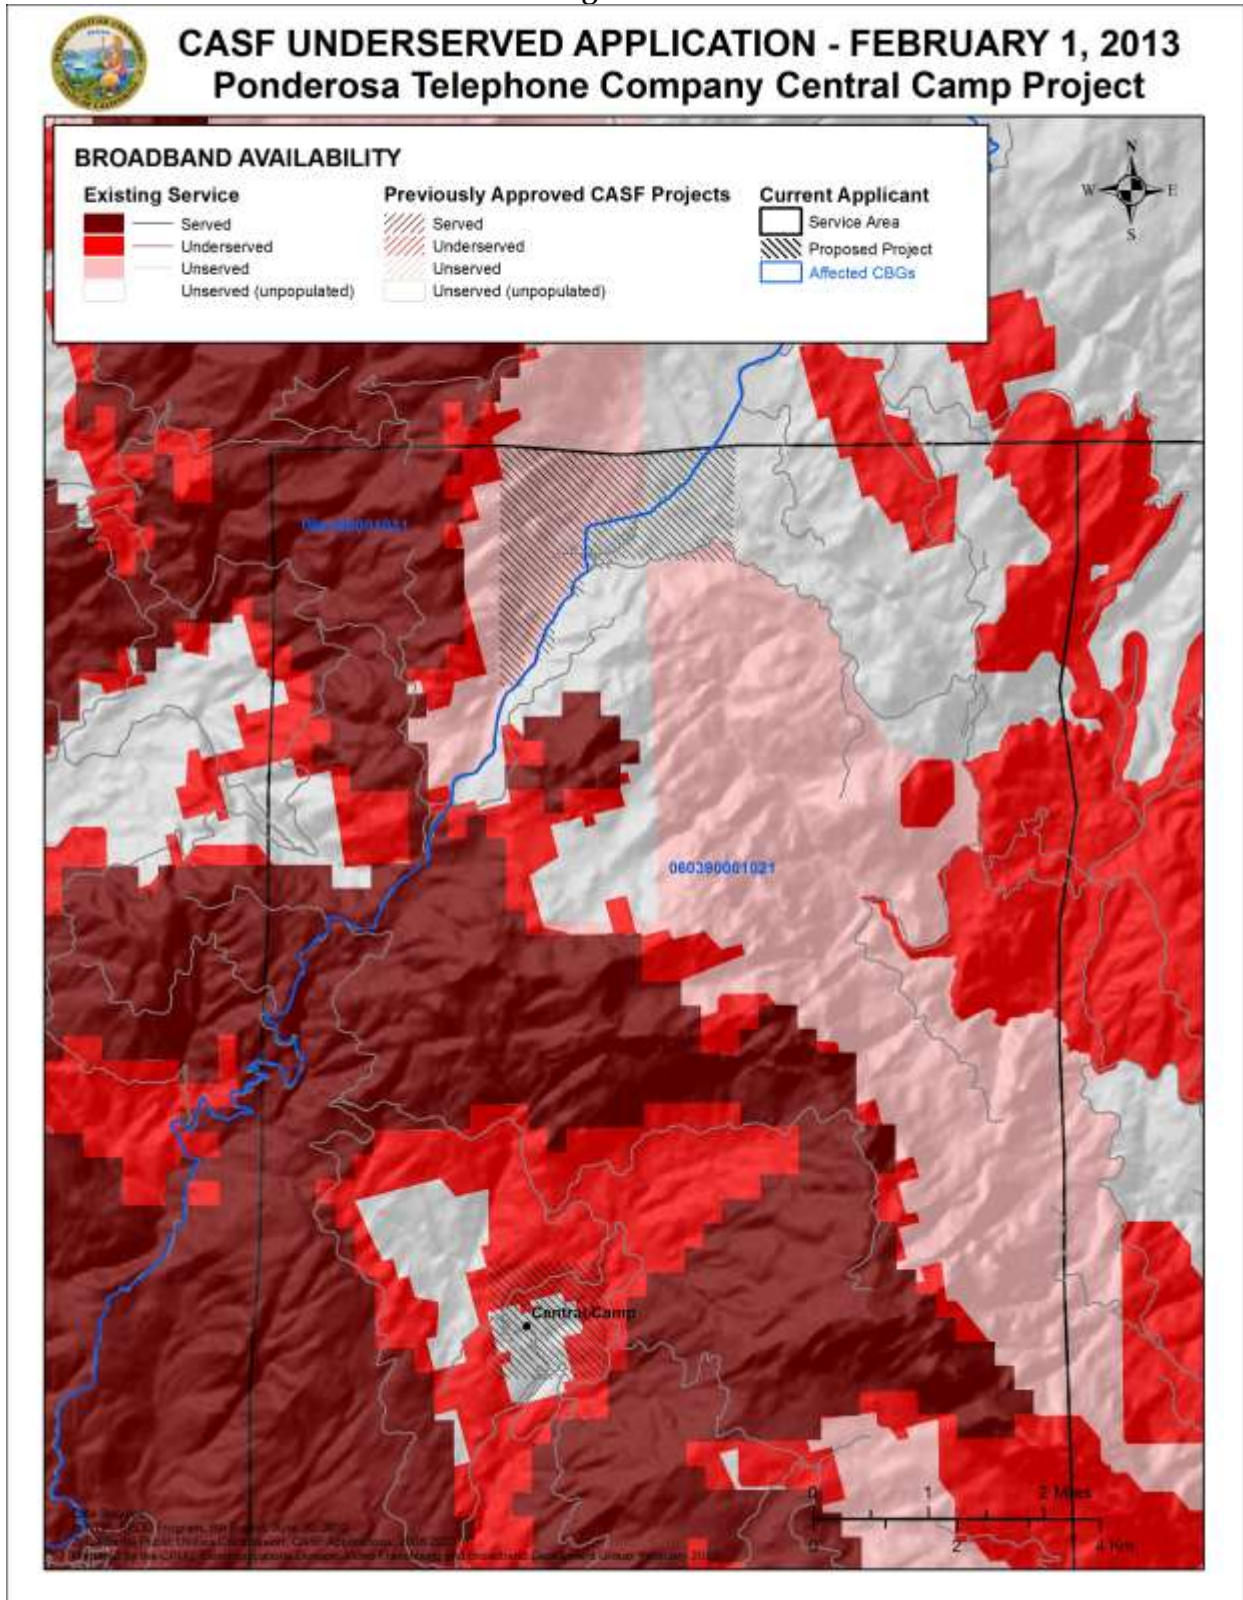 CASF UNDERSERVED APPLICATION - FEBRUARY 1, 2013
Ponderosa Telephone Company Central Camp Project
BROADBAND AVAILABILITY
Existing Service
Served
Underserved
Unserved
Unserved (unpopulated)
Previously Approved CASF Projects
Served
Underserved
Unserved
Unserved (unpopulated)
Current Applicant
Service Area
Proposed Project
Affected CBGs
N
W
E
S
060390001021
Central Camp
0 1 2 Miles
0 2 4 Km